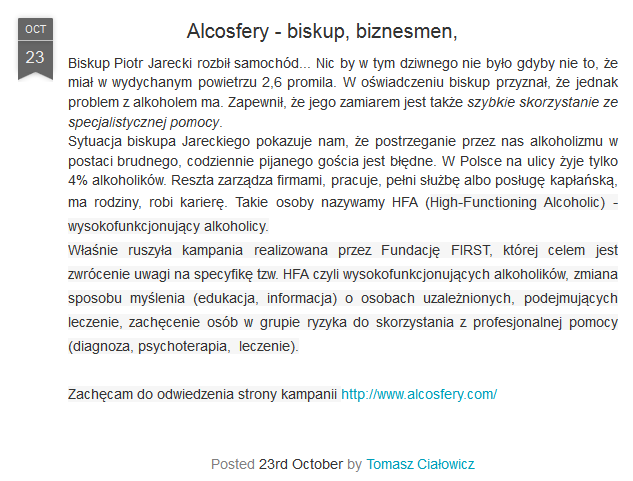 OCT
23
Alcosfery - biskup, biznesmen,
Biskup Piotr Jarecki rozbił samochód... Nic by w tym dziwnego nie było gdyby nie to, że
miał w wydychanym powietrzu 2,6 promila. W oświadczeniu biskup przyznał, że jednak
problem z alkoholem ma. Zapewnił, że jego zamiarem jest także szybkie skorzystanie ze
specjalistycznej pomocy.
Sytuacja biskupa Jareckiego pokazuje nam, że postrzeganie przez nas alkoholizmu w
postaci brudnego, codziennie pijanego gościa jest błędne. W Polsce na ulicy żyje tylko
4% alkoholików. Reszta zarządza firmami, pracuje, pełni służbę albo posługę kapłańską,
ma rodziny, robi karierę. Takie osoby nazywamy HFA (High-Functioning Alcoholic) -
wysokofunkcjonujący alkoholicy.
Właśnie ruszyła kampania realizowana przez Fundację FIRST, której celem jest
zwrócenie uwagi na specyfikę tzw. HFA czyli wysokofunkcjonujących alkoholików, zmiana
sposobu myślenia (edukacja, informacja) o osobach uzależnionych, podejmujących
leczenie, zachęcenie osób w grupie ryzyka do skorzystania z profesjonalnej pomocy
(diagnoza, psychoterapia, leczenie).
Zachęcam do odwiedzenia strony kampanii http://www.alcosfery.com/
Posted 23rd October by Tomasz Ciałowicz